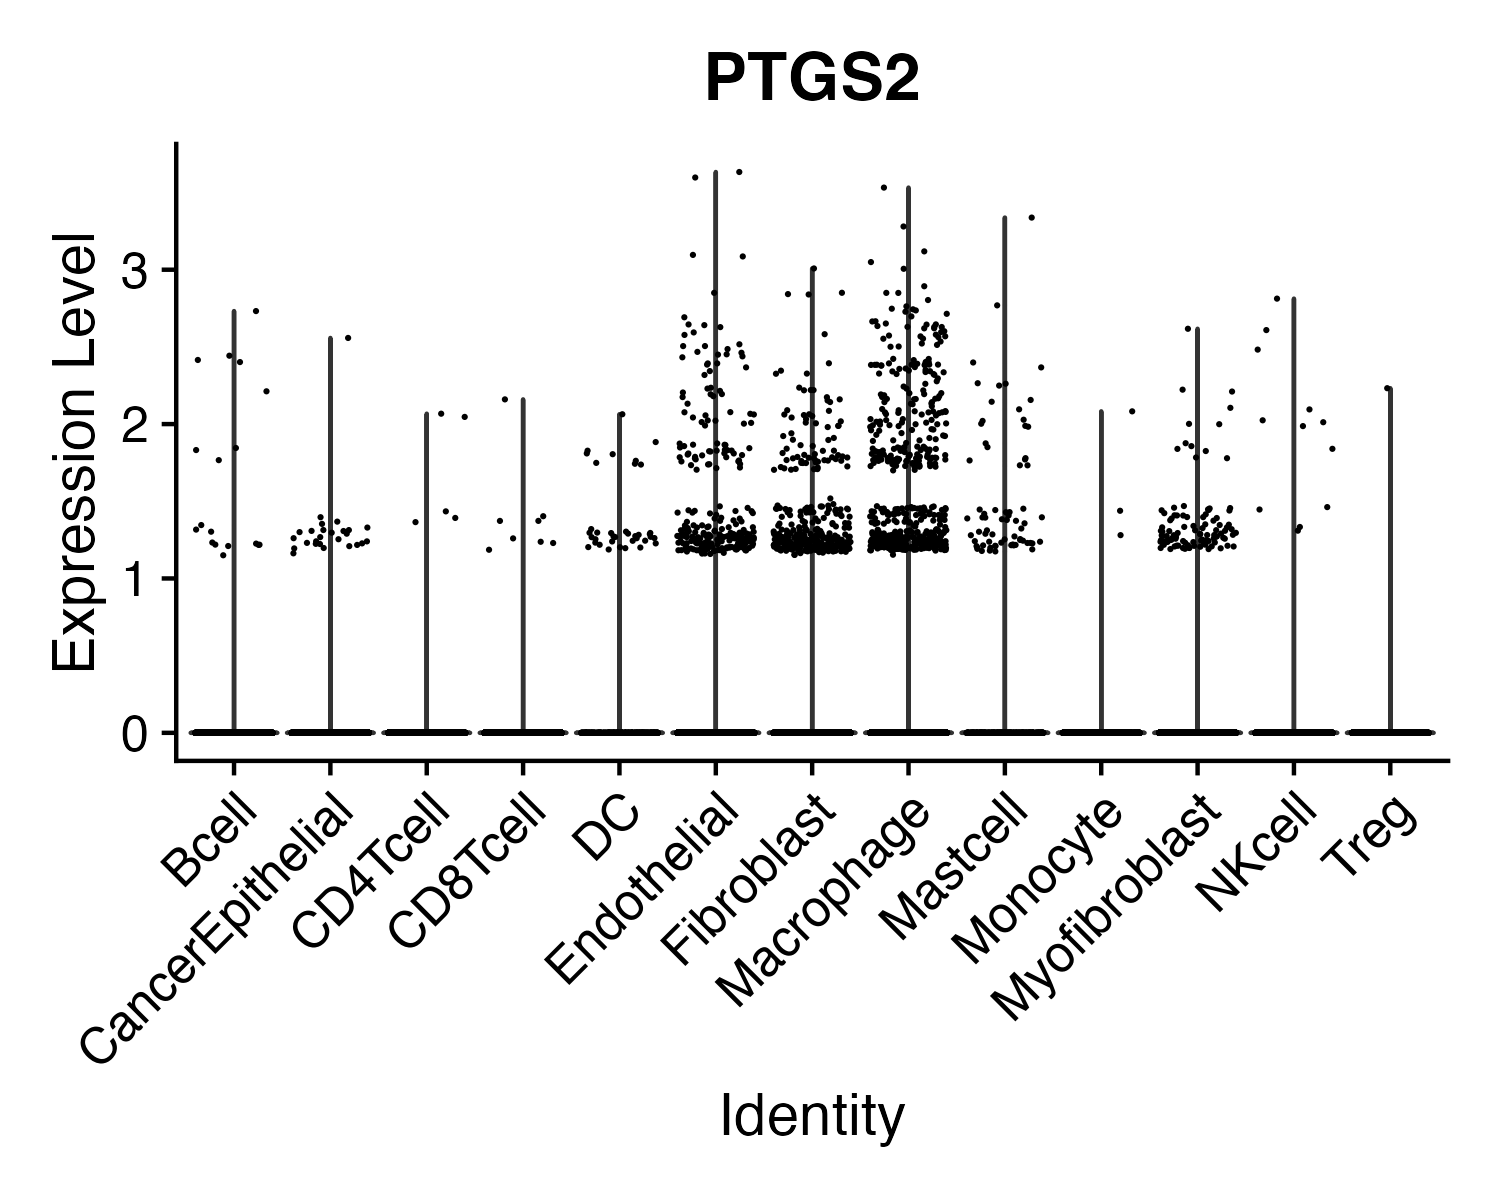 PTGS2
Expression Level
3
2
1
0
Bcell
CancerEpithelial
CD4Tcell
CD8Tcell
DC
Endothelial
Fibroblast
Macrophage
Mastcell
Monocyte
Myofibroblast
NKcell
Treg
Identity